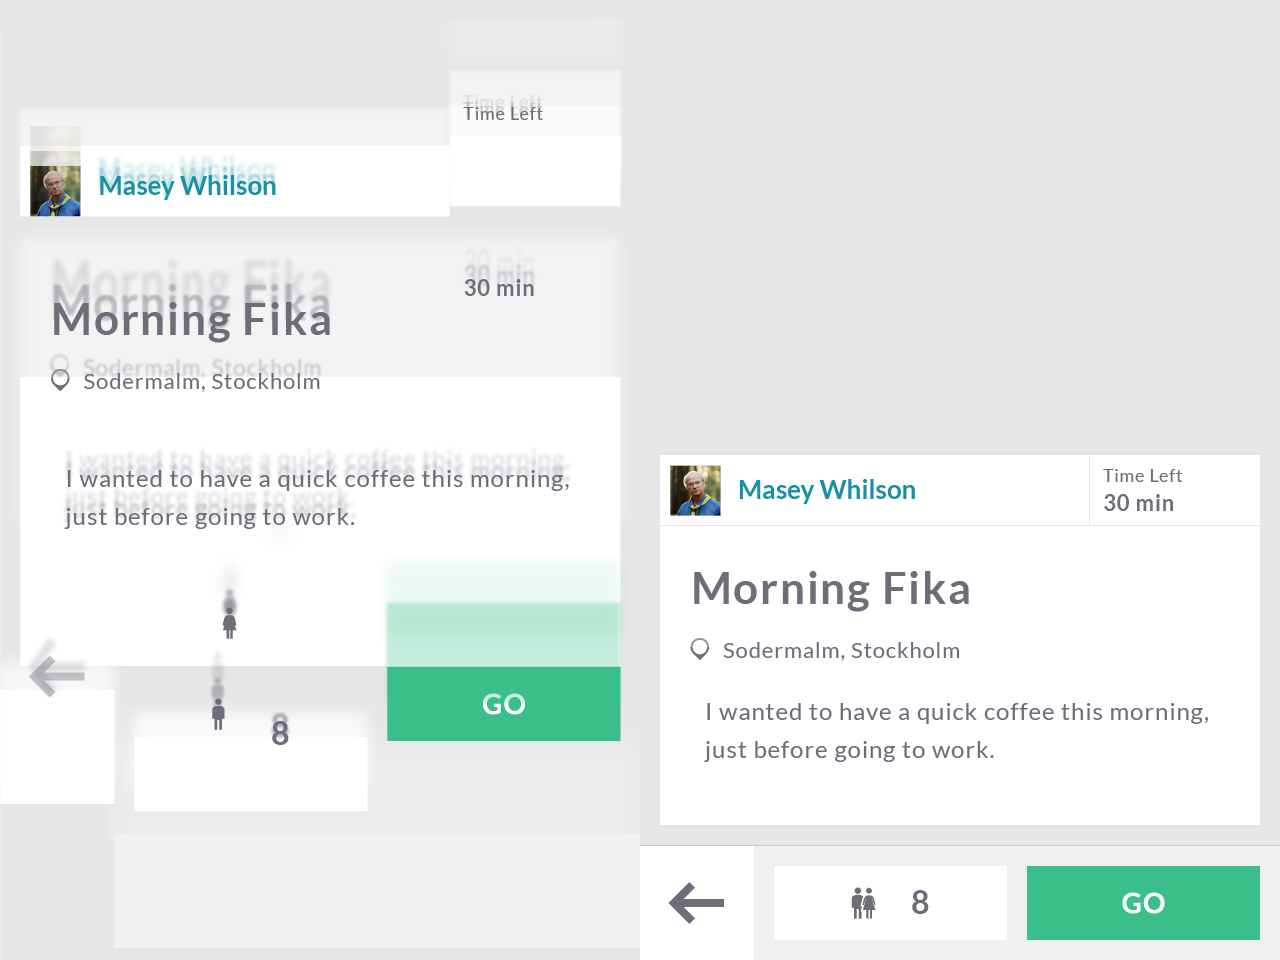 Time Left
Masey Whilson
30 min
Morning Fika
Sodermalm, Stockholm
I wanted to have a quick coffee this morning,
just before going to work.
GO
8
Masey Whilson
Time Left
30 min
Morning Fika
Sodermalm, Stockholm
I wanted to have a quick coffee this morning,
just before going to work.
8
GO